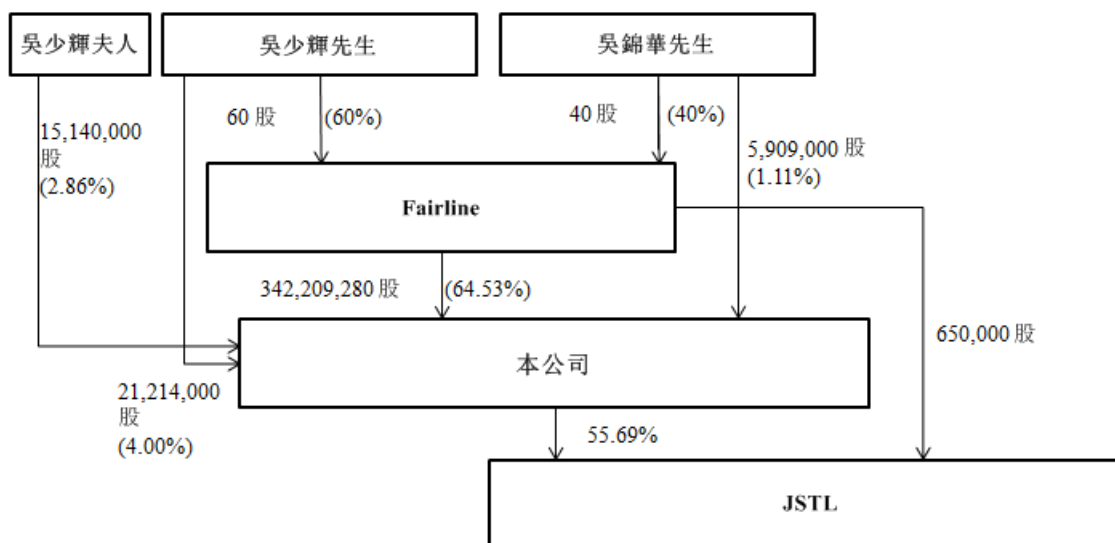 吳少輝夫人
吳少輝先生
吳錦華先生
15,140,000
股
(2.86%)
60 股
(60%)
40 股
(40%)
5,909,000 股
(1.11%)
Fairline
342,209,280 股
(64.53%)
650,000 股
本公司
21,214,000
股
(4.00%)
55.69%
JSTL